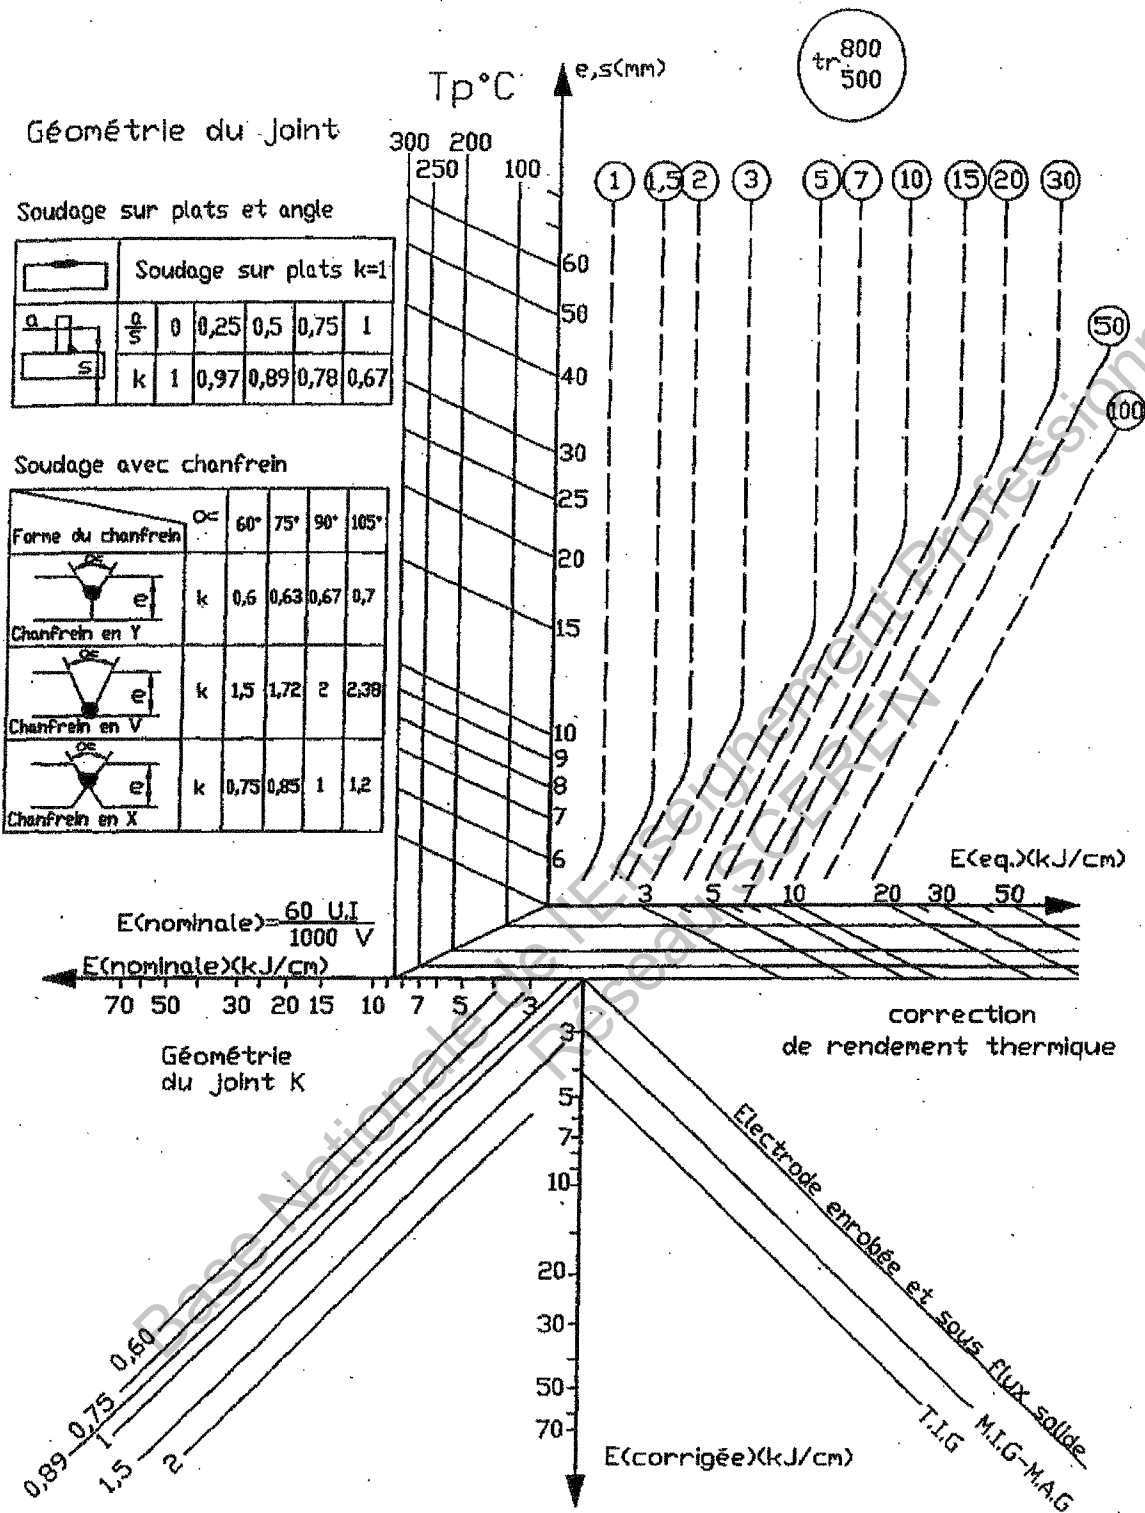 tr 800
500
Tp°C
e,s(mm)
Géométrie du joint
300 200
250 100
1 1,5 2 3 5 7 10 15 20 30
50
100
Soudage sur plats et angle
Soudage sur plats k=1
a
s
a/s 0 0,25 0,5 0,75 1
k 1 0,97 0,89 0,78 0,67
Soudage avec chanfrein
Forme du chanfrein ∝ 60° 75° 90° 105°
∝
e
k 0,6 0,63 0,67 0,7
Chanfrein en Y
∝
e
k 1,5 1,72 2 2,38
Chanfrein en V
∝
e
k 0,75 0,85 1 1,2
Chanfrein en X
60
50
40
30
25
20
15
10
9
8
7
6
E(eq.)(kJ/cm)
3 5 7 10 20 30 50
E(nominale)=60 U.I
1000 V
E(nominale)(kJ/cm)
70 50 30 20 15 10 7 5 3
Géométrie
du joint K
correction
de rendement thermique
3
5
7
10
20
30
50
70
E(corrigée)(kJ/cm)
0,60
0,75
0,89
1
1,5
2
Electrode enrobée et sous flux solide
M.I.G-M.A.G
T.I.G
Base Nationale de l'Enseignement Professionn
Réseau SCEREN